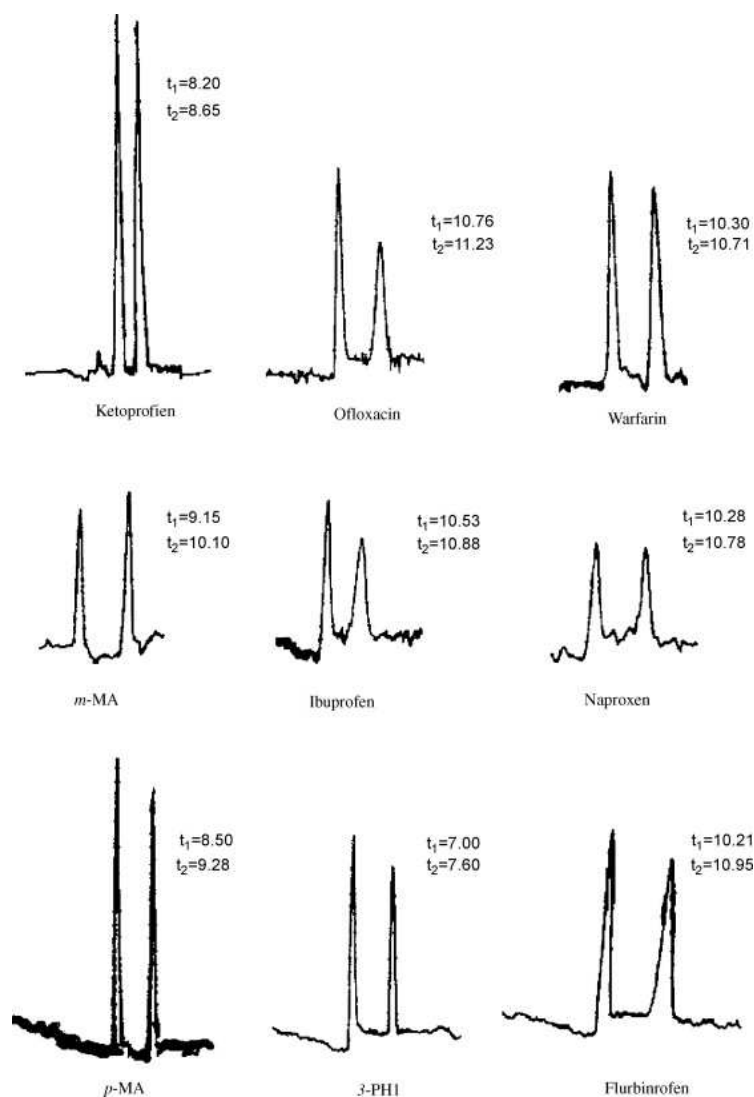 t₁=8.20
t₂=8.65
Ketoprofien
t₁=10.76
t₂=11.23
Ofloxacin
t₁=10.30
t₂=10.71
Warfarin
t₁=9.15
t₂=10.10
m-MA
t₁=10.53
t₂=10.88
Ibuprofen
t₁=10.28
t₂=10.78
Naproxen
t₁=8.50
t₂=9.28
p-MA
t₁=7.00
t₂=7.60
3-PH1
t₁=10.21
t₂=10.95
Flurbinrofen